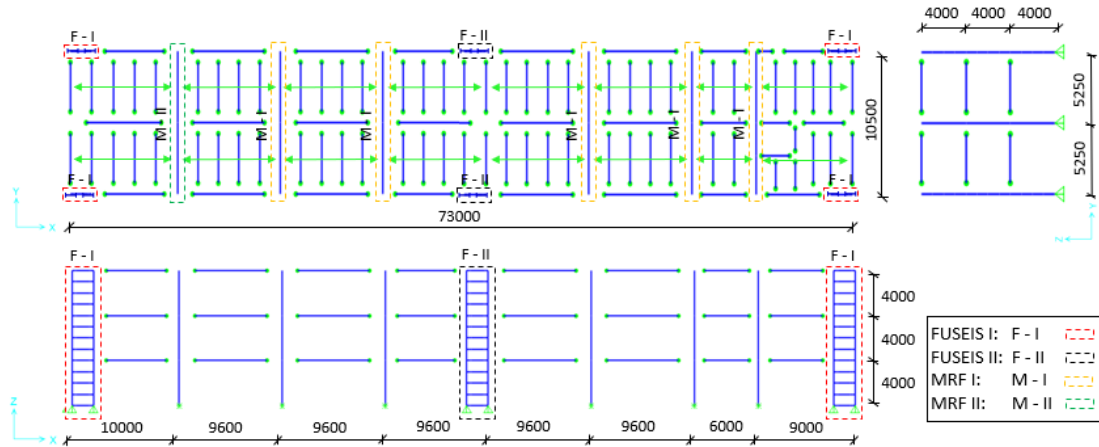 4000 4000 4000
F - I F - II F - I
M - II M - I M - I M - I M - I M - I
10500
5250
5250
F - I F - II F - I
Y
X
73000
Z
F - I F - II F - I
4000
4000
4000
FUSEIS I: F - I
FUSEIS II: F - II
MRF I: M - I
MRF II: M - II
Z
X
10000 9600 9600 9600 9600 9600 6000 9000